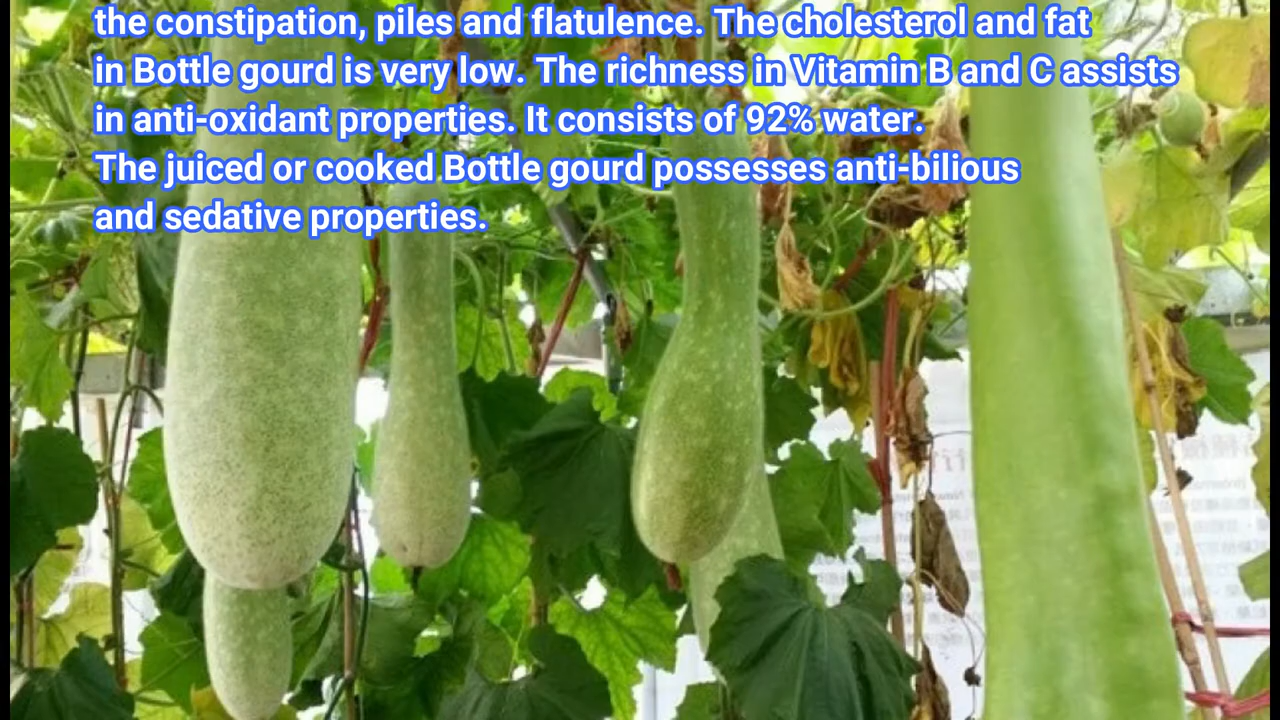 the constipation, piles and flatulence. The cholesterol and fat
in Bottle gourd is very low. The richness in Vitamin B and C assists
in anti-oxidant properties. It consists of 92% water.
The juiced or cooked Bottle gourd possesses anti-bilious
and sedative properties.